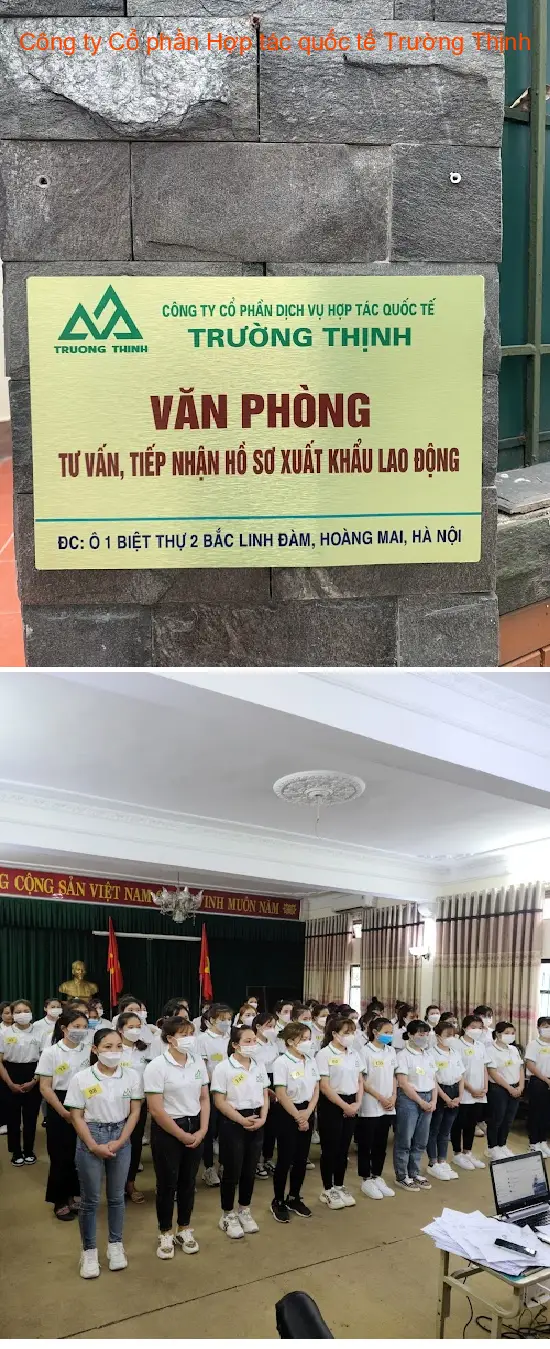 Công ty Cổ phần Hợp tác quốc tế Trường Thịnh
CÔNG TY CỔ PHẦN DỊCH VỤ HỢP TÁC QUỐC TẾ
TRƯỜNG THỊNH
TRUONG THINH
VĂN PHÒNG
TƯ VẤN, TIẾP NHẬN HỒ SƠ XUẤT KHẨU LAO ĐỘNG
ĐC: Ô 1 BIỆT THỰ 2 BẮC LINH ĐÀM, HOÀNG MAI, HÀ NỘI
CỘNG SẢN VIỆT NAM MUÔN NĂM